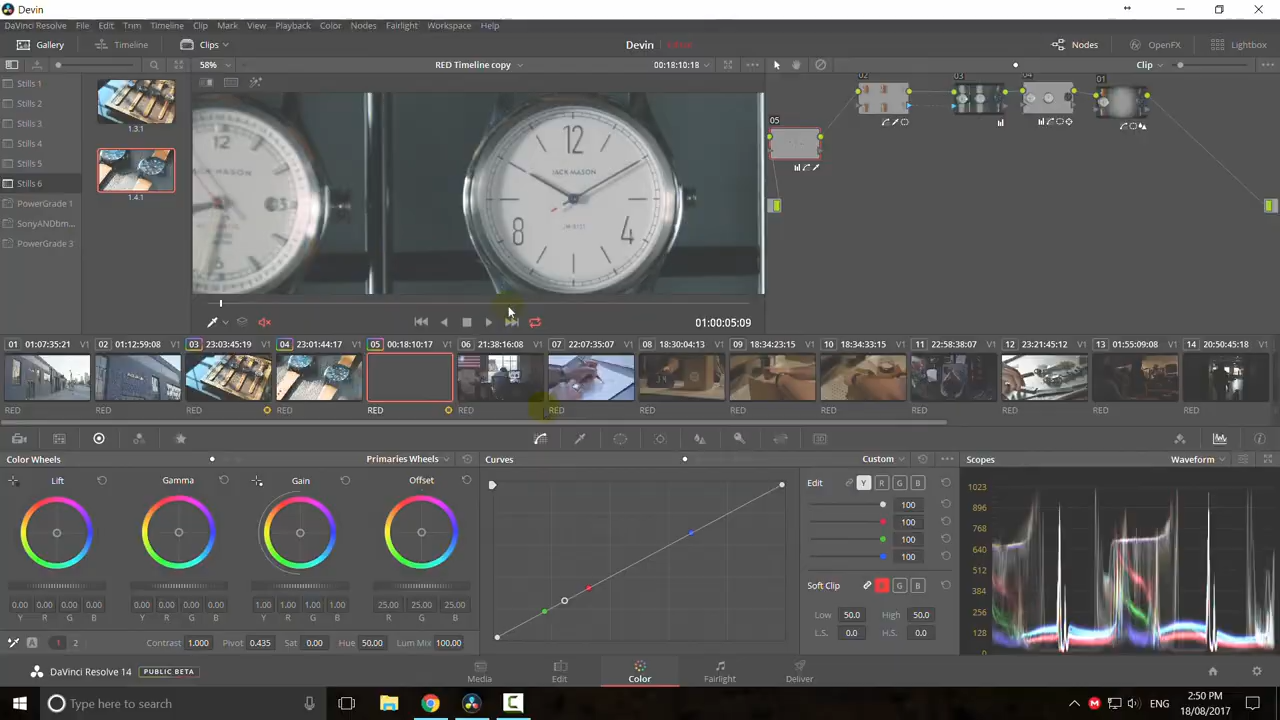 Devin
DaVinci Resolve File Edit Trim Timeline Clip Mark View Playback Color Nodes Fairlight Workspace Help
Gallery Timeline Clips Devin Nodes OpenFX Lightbox
58% RED Timeline copy 00:18:10:18 Clip
Stills 1
Stills 2
Stills 3
Stills 4
Stills 5
Stills 6
PowerGrade 1
SonyANDbm...
PowerGrade 3
1.3.1
1.4.1
12
JACK MASON
8
4
02
03
04
01
05
01:00:05:09
01 01:07:35:21 V1 02 01:12:59:08 V1 03 23:03:45:19 V1 04 23:01:44:17 V1 05 00:18:10:17 V1 06 21:38:16:08 V1 07 22:07:35:07 V1 08 18:30:04:13 V1 09 18:34:23:15 V1 10 18:34:33:15 V1 11 22:58:38:07 V1 12 23:21:45:12 V1 13 01:55:09:08 V1 14 20:50:45:18 V1
RED RED RED RED RED RED RED RED RED RED RED RED RED RED
Color Wheels Primaries Wheels
Lift Gamma Gain Offset
0.00 0.00 0.00 0.00 0.00 0.00 0.00 0.00 1.00 1.00 1.00 1.00 25.00 25.00 25.00
Y R G B Y R G B Y R G B R G B
A 1 2 Contrast 1.000 Pivot 0.435 Sat 0.00 Hue 50.00 Lum Mix 100.00
Curves Custom
Edit Y R G B
100
100
100
100
Soft Clip R G B
Low 50.0 High 50.0
L.S. 0.0 H.S. 0.0
Scopes Waveform
1023
896
768
640
512
384
256
128
0
DaVinci Resolve 14 PUBLIC BETA Media Edit Color Fairlight Deliver
Type here to search
ENG
2:50 PM
18/08/2017